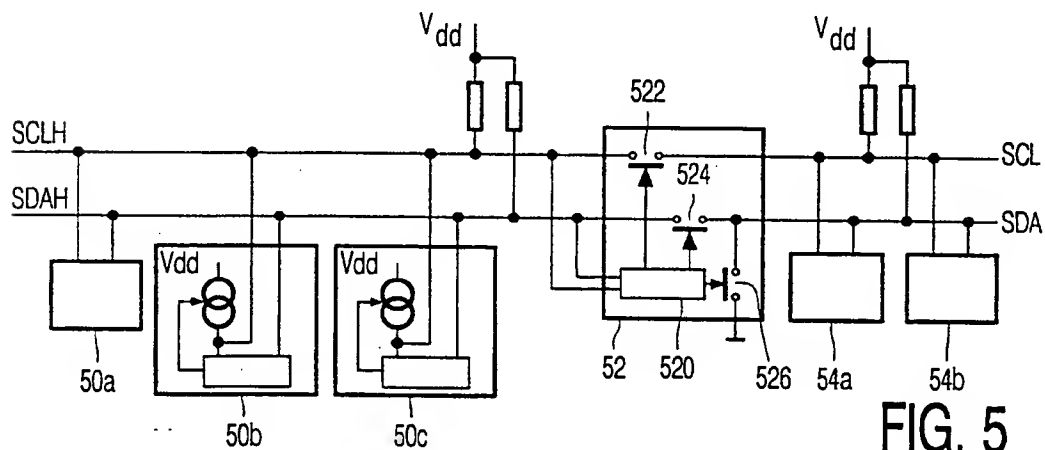 Vdd
Vdd
522
SCLH
SCL
524
SDAH
SDA
Vdd
Vdd
50a
52
520
526
54a
54b
50b
50c
FIG. 5